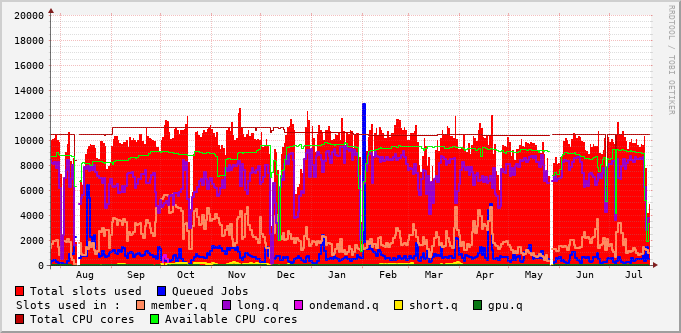 RRDTOOL / TOBI OETIKER
20000
18000
16000
14000
12000
10000
8000
6000
4000
2000
0
Aug Sep Oct Nov Dec Jan Feb Mar Apr May Jun Jul
Total slots used Queued Jobs
Slots used in : member.q long.q ondemand.q short.q gpu.q
Total CPU cores Available CPU cores